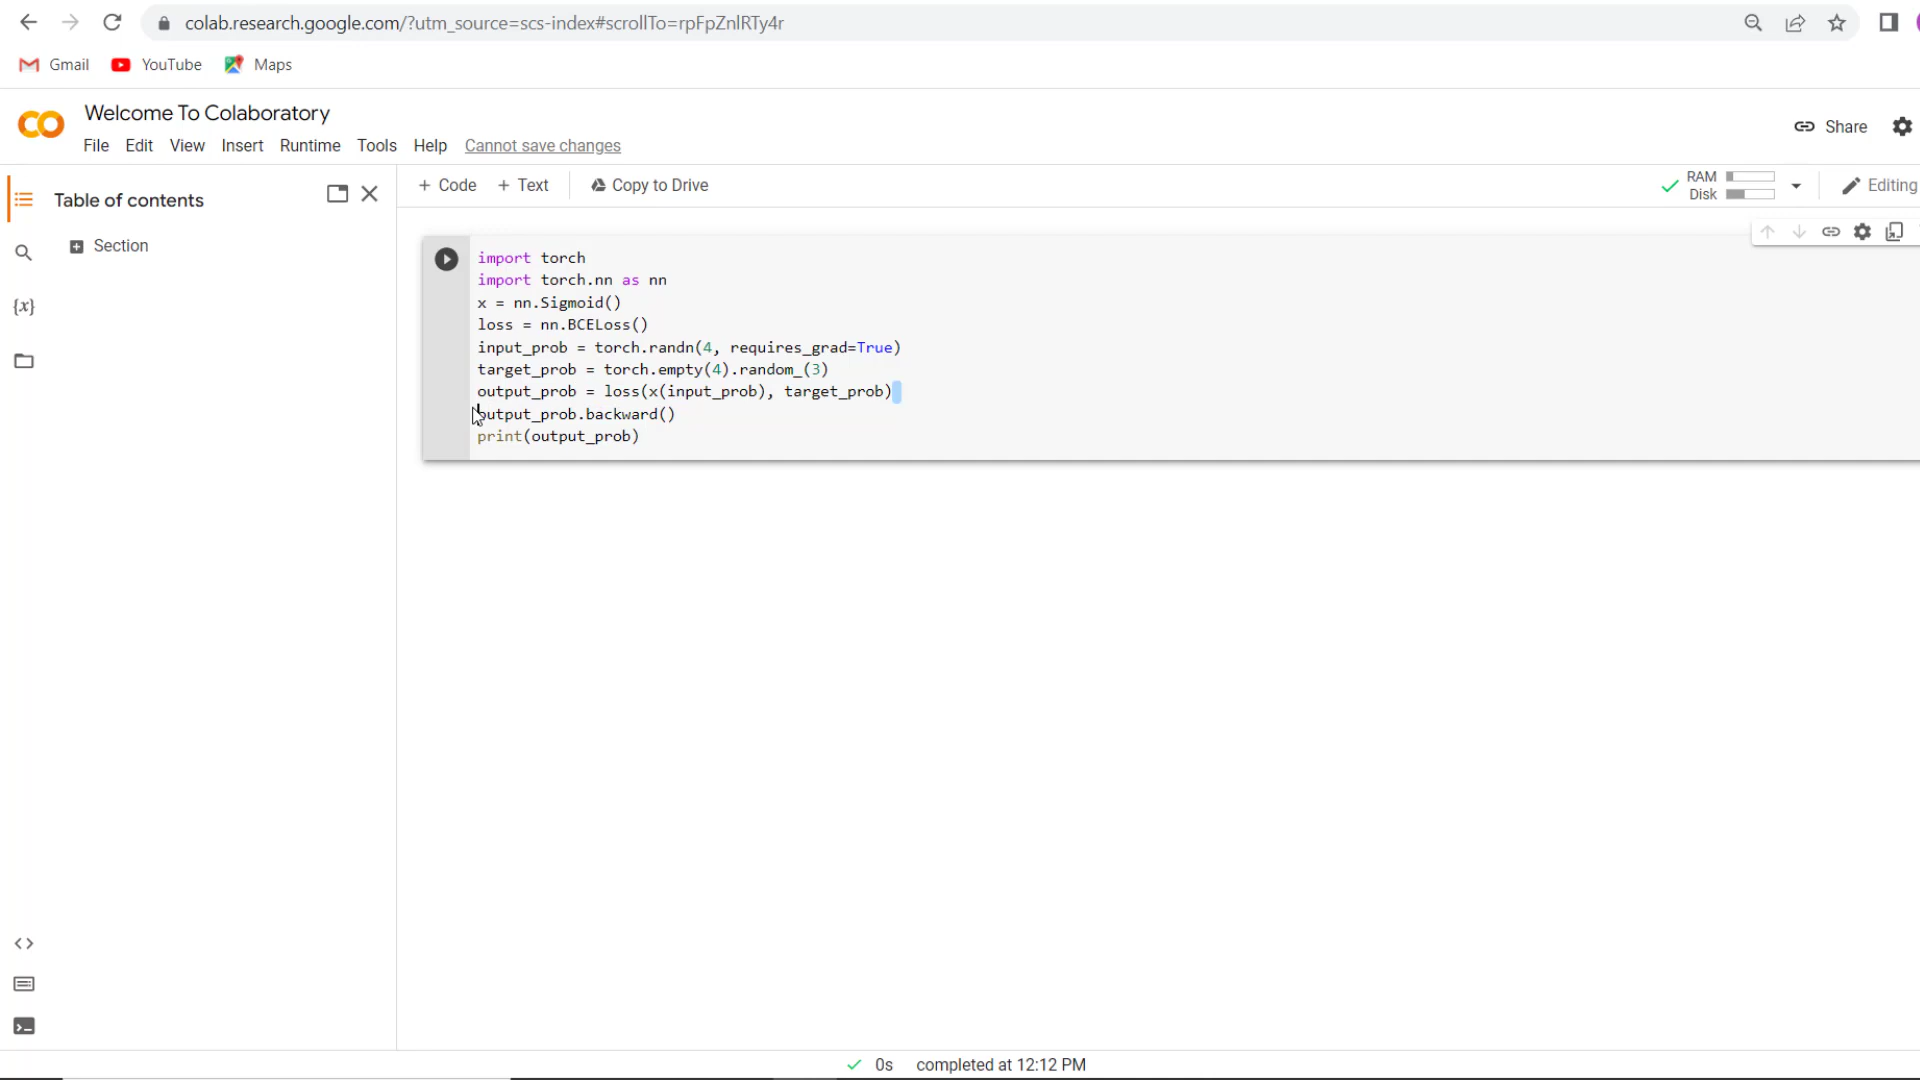 colab.research.google.com/?utm_source=scs-index#scrollTo=rpFpZnlRTy4r
Gmail YouTube Maps
CO Welcome To Colaboratory
File Edit View Insert Runtime Tools Help Cannot save changes
Share
Table of contents
+ Code + Text Copy to Drive
RAM
Disk
Editing
Section
{x}
import torch
import torch.nn as nn
x = nn.Sigmoid()
loss = nn.BCELoss()
input_prob = torch.randn(4, requires_grad=True)
target_prob = torch.empty(4).random_(3)
output_prob = loss(x(input_prob), target_prob)
output_prob.backward()
print(output_prob)
0s completed at 12:12 PM